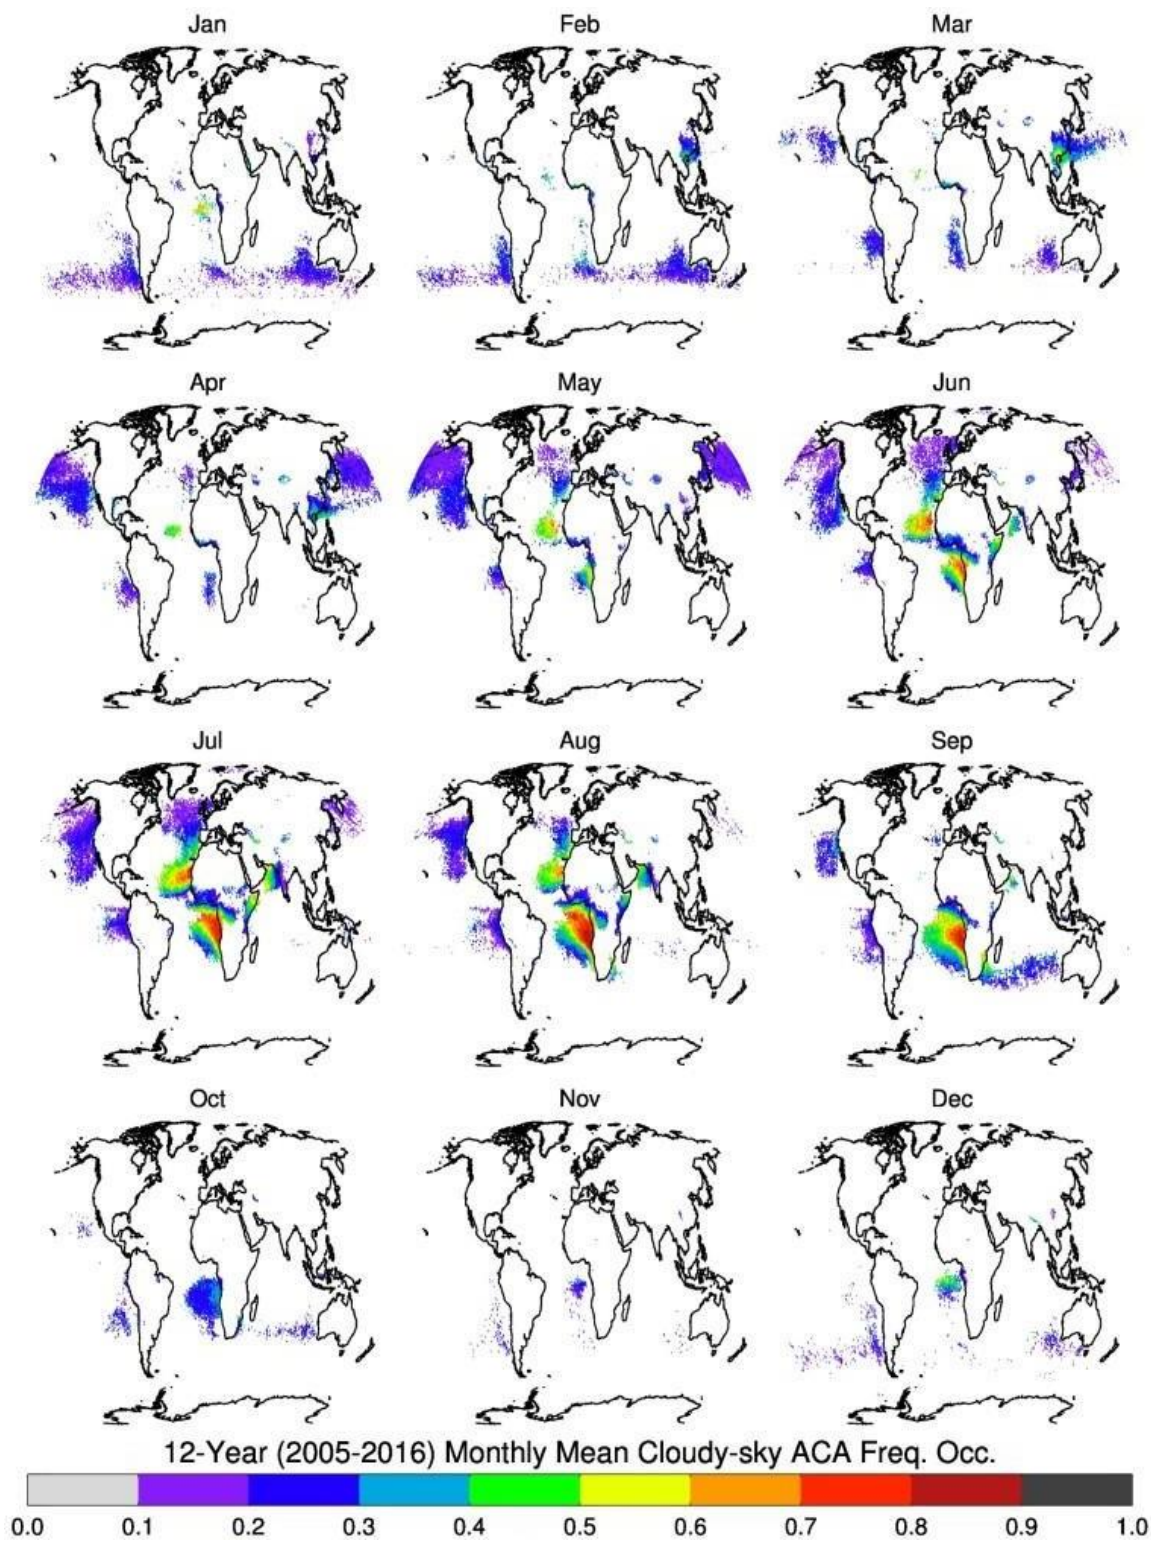 Jan Feb Mar
Apr May Jun
Jul Aug Sep
Oct Nov Dec
12-Year (2005-2016) Monthly Mean Cloudy-sky ACA Freq. Occ.
0.0 0.1 0.2 0.3 0.4 0.5 0.6 0.7 0.8 0.9 1.0